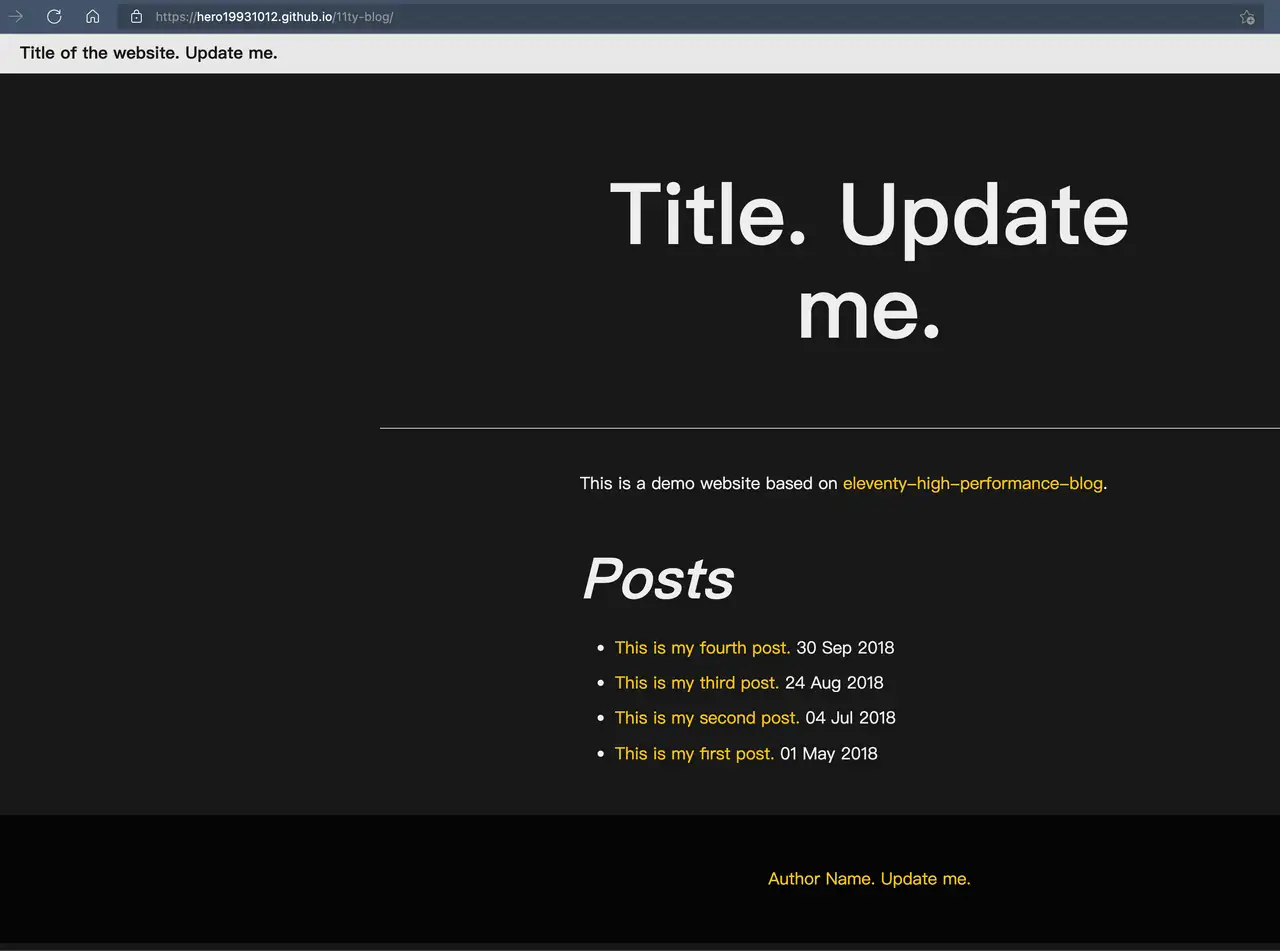 https://hero19931012.github.io/11ty-blog/
Title of the website. Update me.
Title. Update
me.
This is a demo website based on eleventy-high-performance-blog.
Posts
• This is my fourth post. 30 Sep 2018
• This is my third post. 24 Aug 2018
• This is my second post. 04 Jul 2018
• This is my first post. 01 May 2018
Author Name. Update me.